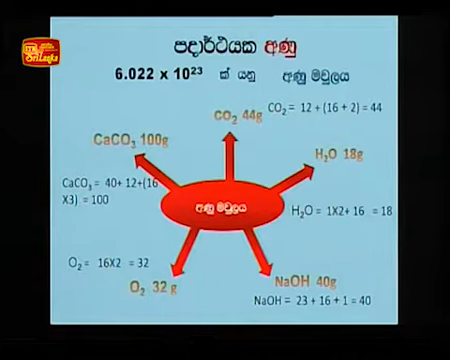 පදාර්ථයක අණු
6.022 x 10²³ ක් යනු අණු මවුලය
CO₂ 44g
CO₂ = 12 + (16 + 2) = 44
CaCO₃ 100g
H₂O 18g
CaCO₃ = 40+ 12+(16
X3) = 100
අණු මවුලය
H₂O = 1X2+ 16 = 18
O₂ = 16X2 = 32
O₂ 32 g
NaOH 40g
NaOH = 23 + 16 + 1 = 40